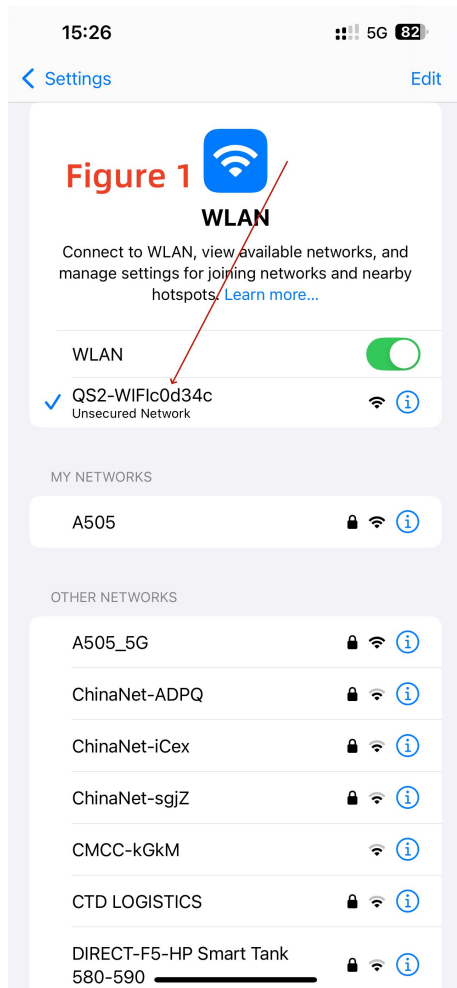 15:26
5G 82
Settings
Edit
Figure 1
WLAN
Connect to WLAN, view available networks, and
manage settings for joining networks and nearby
hotspots. Learn more...
WLAN
QS2-WIFIc0d34c
Unsecured Network
MY NETWORKS
A505
OTHER NETWORKS
A505_5G
ChinaNet-ADPQ
ChinaNet-iCex
ChinaNet-sgjZ
CMCC-kGkM
CTD LOGISTICS
DIRECT-F5-HP Smart Tank
580-590